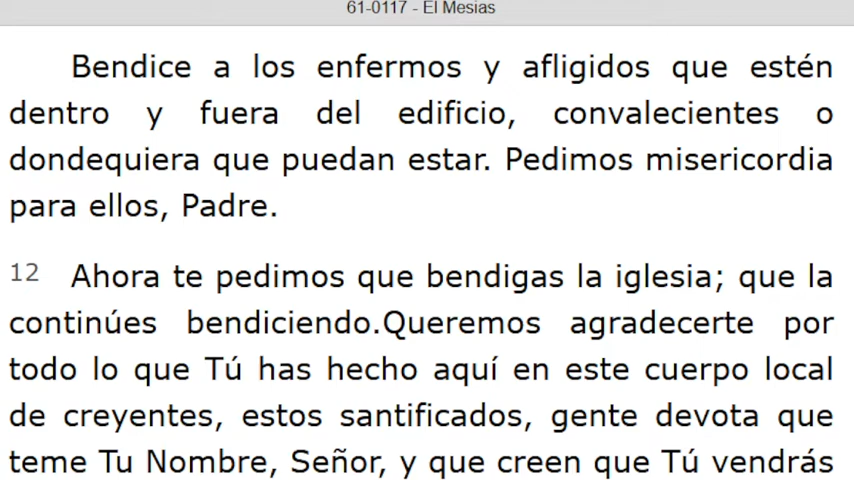 61-0117 - El Mesias
Bendice a los enfermos y afligidos que estén
dentro y fuera del edificio, convalecientes o
dondequiera que puedan estar. Pedimos misericordia
para ellos, Padre.
12 Ahora te pedimos que bendigas la iglesia; que la
continúes bendiciendo.Queremos agradecerte por
todo lo que Tú has hecho aquí en este cuerpo local
de creyentes, estos santificados, gente devota que
teme Tu Nombre, Señor, y que creen que Tú vendrás